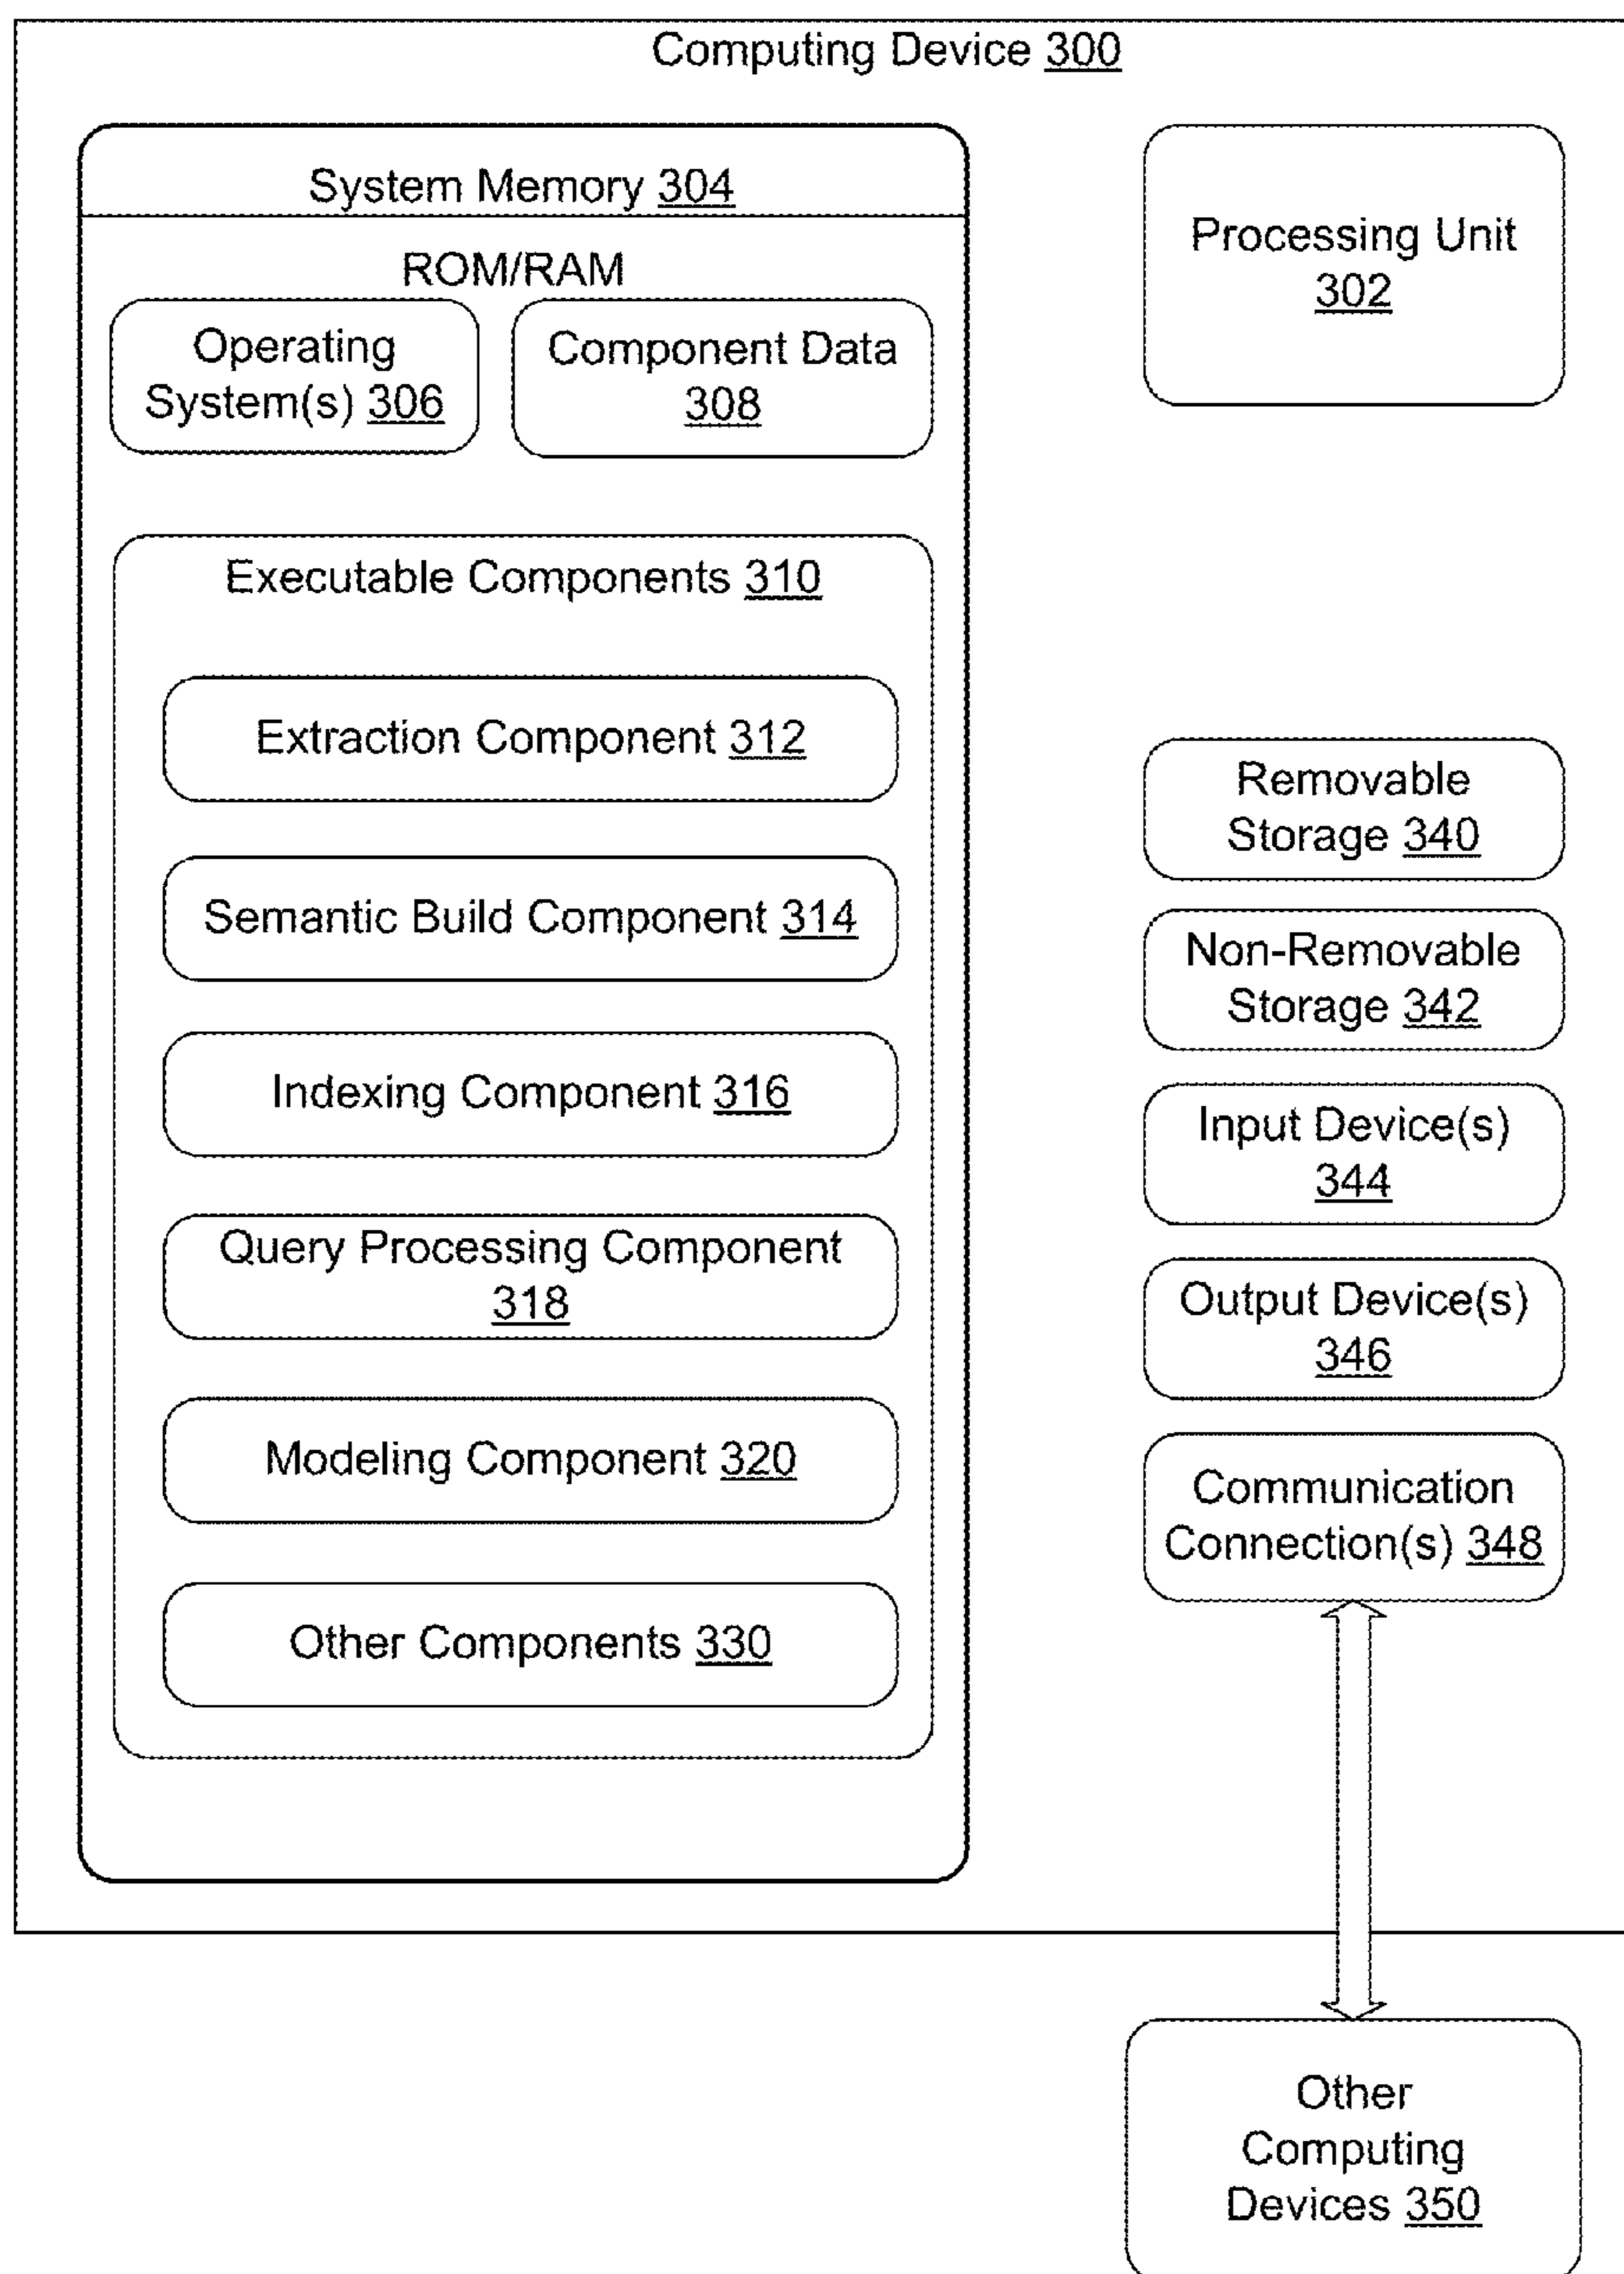 Computing Device 300
System Memory 304
ROM/RAM
Operating
System(s) 306
Component Data
308
Executable Components 310
Extraction Component 312
Semantic Build Component 314
Indexing Component 316
Query Processing Component
318
Modeling Component 320
Other Components 330
Processing Unit
302
Removable
Storage 340
Non-Removable
Storage 342
Input Device(s)
344
Output Device(s)
346
Communication
Connection(s) 348
Other
Computing
Devices 350